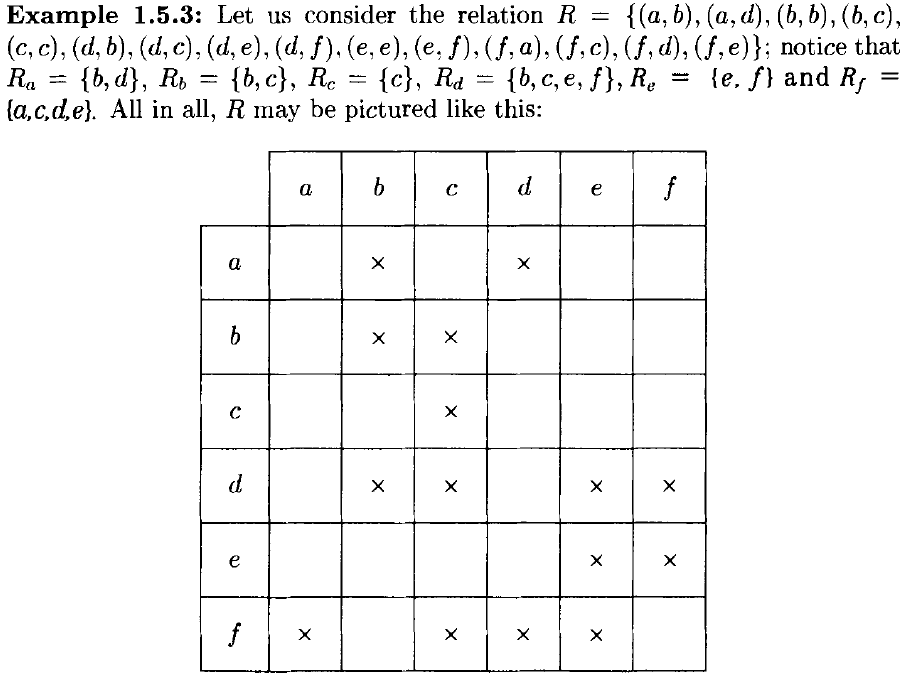 Example 1.5.3: Let us consider the relation R = {(a, b), (a, d), (b, b), (b, c),
(c, c), (d, b), (d, c), (d, e), (d, f), (e, e), (e, f), (f, a), (f, c), (f, d), (f, e)}; notice that
R_a = {b, d}, R_b = {b, c}, R_c = {c}, R_d = {b, c, e, f}, R_e = {e, f} and R_f =
{a,c,d,e}. All in all, R may be pictured like this:
a b c d e f
a × ×
b × ×
c ×
d × × × ×
e × ×
f × × × ×